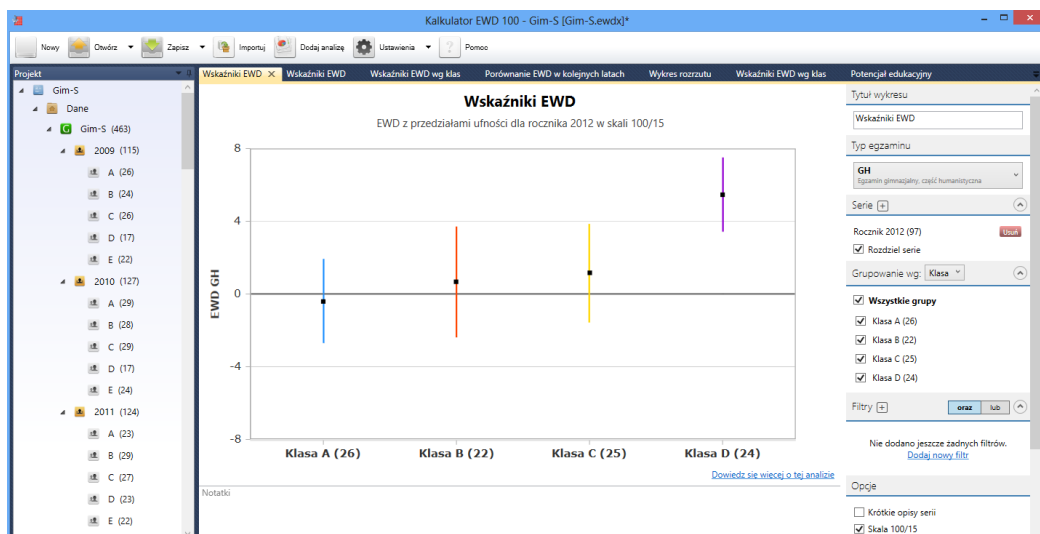 Kalkulator EWD 100 - Gim-S [Gim-S.ewdx]*
Nowy Otwórz Zapisz Importuj Dodaj analizę Ustawienia ? Pomoc
Projekt
Gim-S
Dane
G Gim-S (463)
2009 (115)
A (26)
B (24)
C (26)
D (17)
E (22)
2010 (127)
A (29)
B (28)
C (29)
D (17)
E (24)
2011 (124)
A (23)
B (29)
C (27)
D (23)
E (22)
Wskaźniki EWD Wskaźniki EWD Wskaźniki EWD wg klas Porównanie EWD w kolejnych latach Wykres rozrzutu Wskaźniki EWD wg klas Potencjał edukacyjny
Wskaźniki EWD
EWD z przedziałami ufności dla rocznika 2012 w skali 100/15
EWD GH
8
4
0
-4
-8
Klasa A (26) Klasa B (22) Klasa C (25) Klasa D (24)
Dowiedz się więcej o tej analizie
Notatki
Tytuł wykresu
Wskaźniki EWD
Typ egzaminu
GH
Egzamin gimnazjalny, część humanistyczna
Serie +
Rocznik 2012 (97) Usuń
Rozdziel serie
Grupowanie wg: Klasa
Wszystkie grupy
Klasa A (26)
Klasa B (22)
Klasa C (25)
Klasa D (24)
Filtry + oraz lub
Nie dodano jeszcze żadnych filtrów.
Dodaj nowy filtr
Opcje
Krótkie opisy serii
Skala 100/15